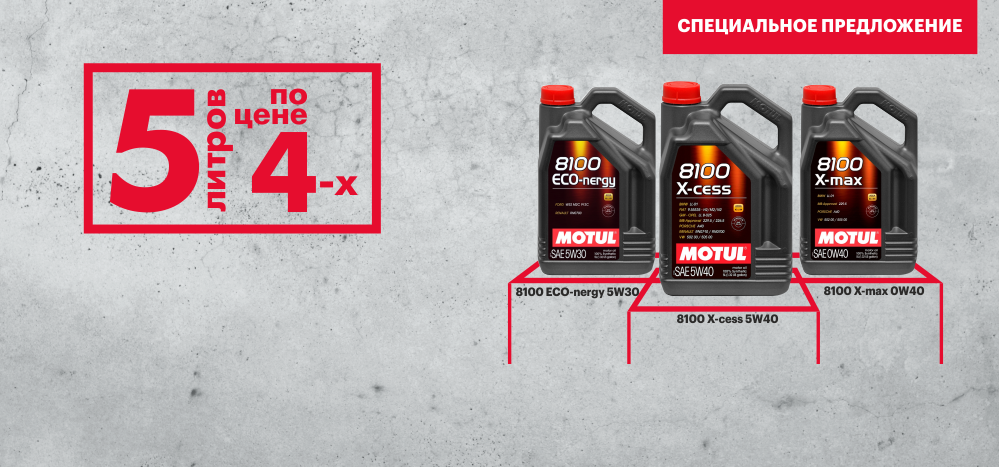 СПЕЦИАЛЬНОЕ ПРЕДЛОЖЕНИЕ
5 литров
по
цене
4-х
8100
ECO-nergy
MOTUL
SAE 5W30
8100
X-cess
MOTUL
SAE 5W40
8100
X-max
MOTUL
SAE 0W40
8100 ECO-nergy 5W30
8100 X-cess 5W40
8100 X-max 0W40